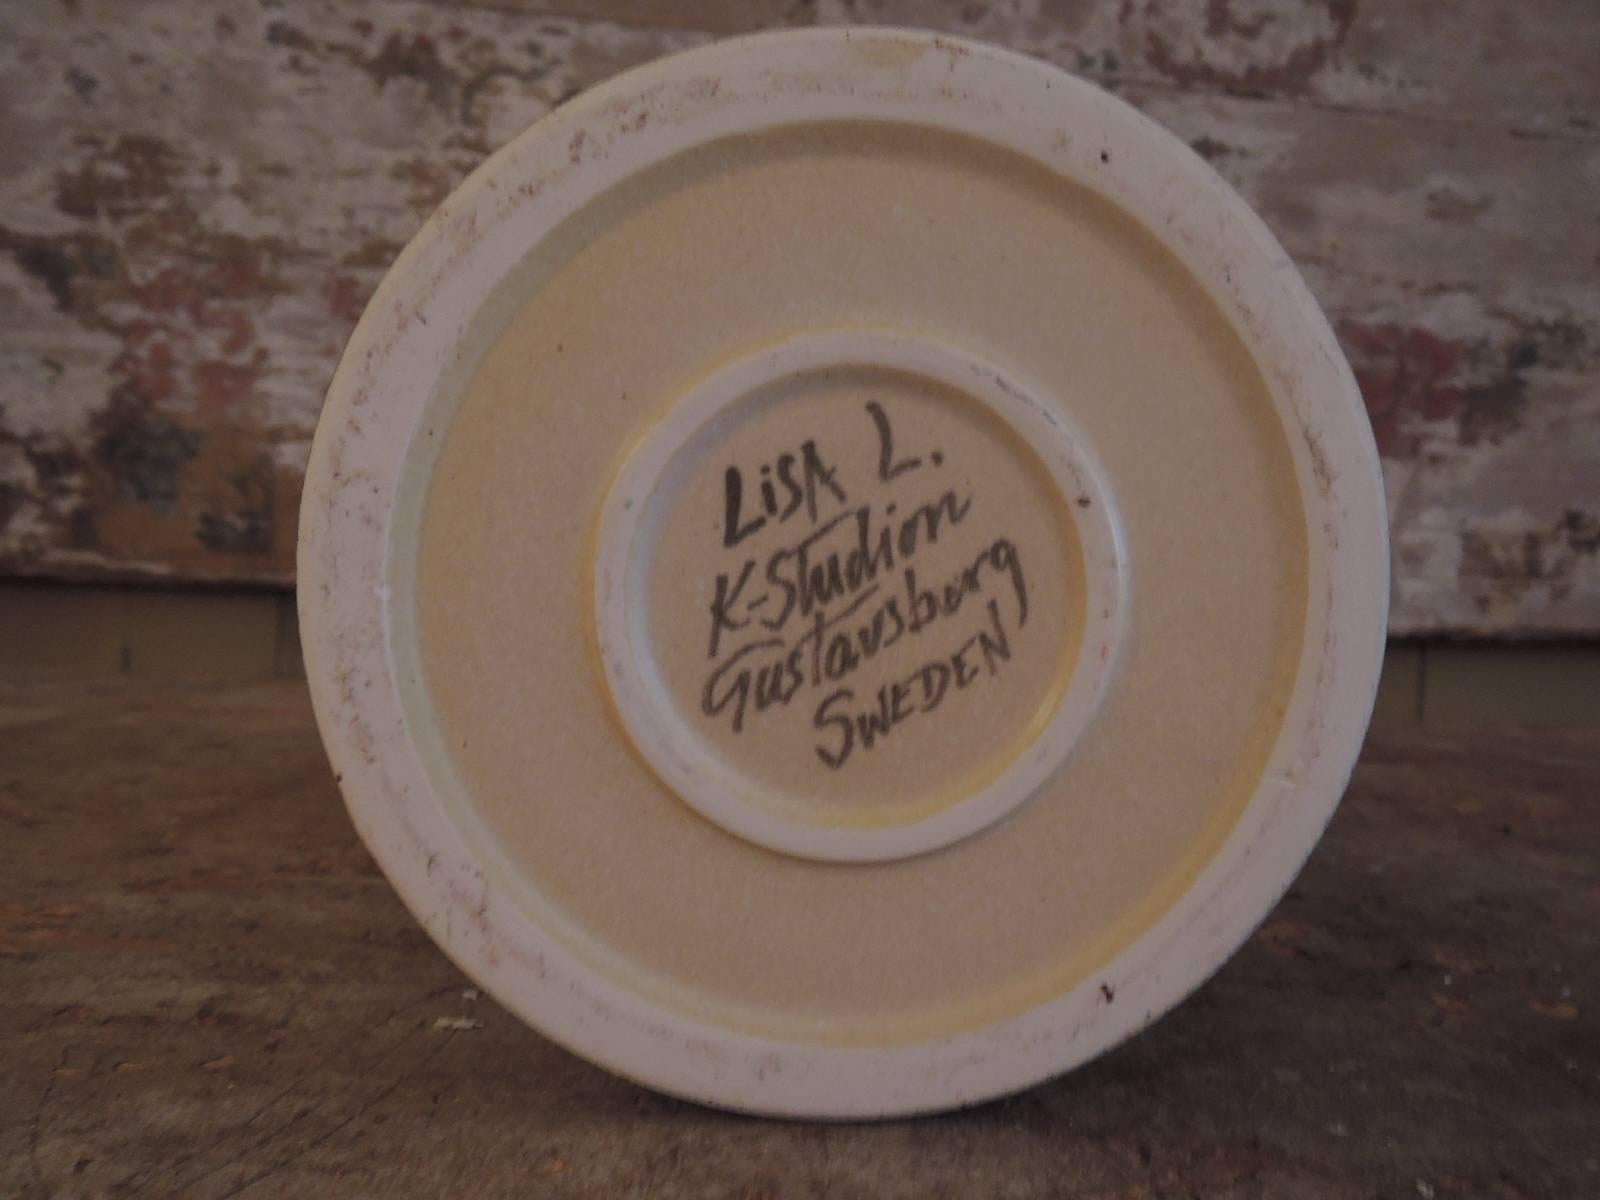 LiSA L.
K-Studion
Gustavsberg
SWEDEN